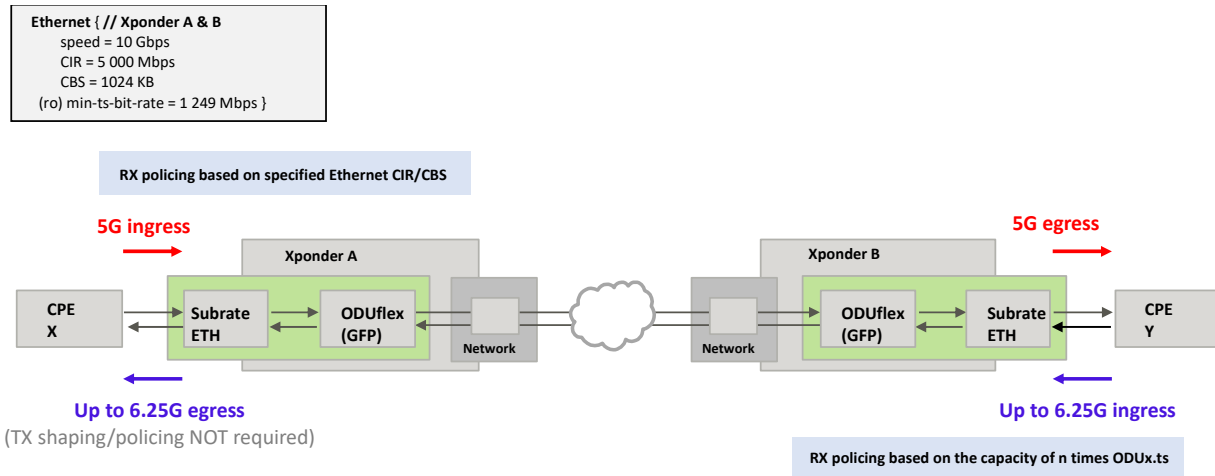 Ethernet { // Xponder A & B
speed = 10 Gbps
CIR = 5 000 Mbps
CBS = 1024 KB
(ro) min-ts-bit-rate = 1 249 Mbps }
RX policing based on specified Ethernet CIR/CBS
5G ingress
5G egress
Xponder A
Xponder B
CPE
X
Subrate
ETH
ODUflex
(GFP)
Network
Network
ODUflex
(GFP)
Subrate
ETH
CPE
Y
Up to 6.25G egress
(TX shaping/policing NOT required)
Up to 6.25G ingress
RX policing based on the capacity of n times ODUx.ts